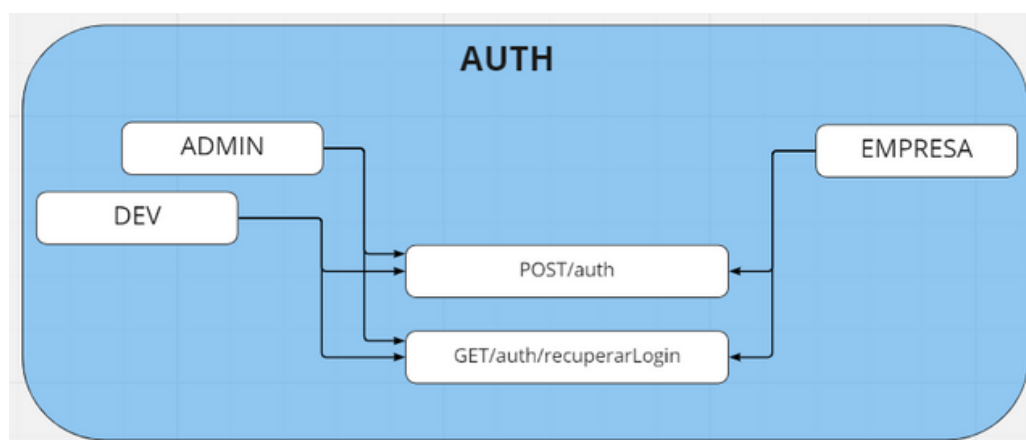 AUTH
ADMIN
EMPRESA
DEV
POST/auth
GET/auth/recuperarLogin